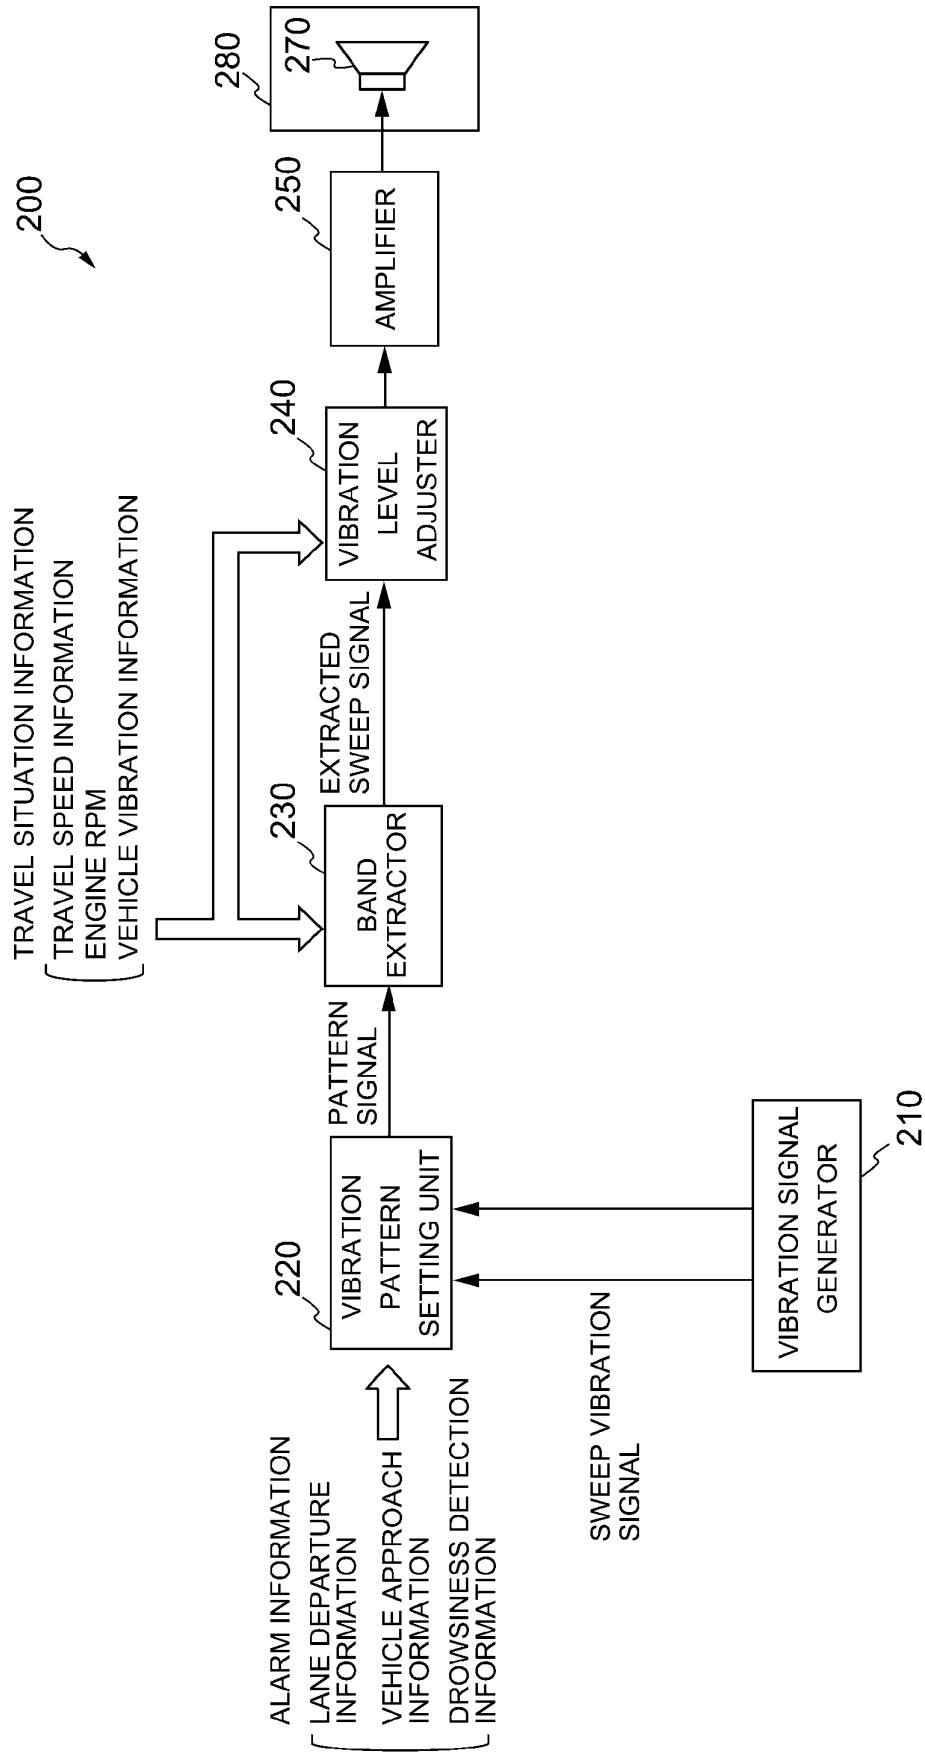 200
TRAVEL SITUATION INFORMATION
TRAVEL SPEED INFORMATION
ENGINE RPM
VEHICLE VIBRATION INFORMATION
ALARM INFORMATION
LANE DEPARTURE
INFORMATION
VEHICLE APPROACH
INFORMATION
DROWSINESS DETECTION
INFORMATION
220
VIBRATION
PATTERN
SETTING UNIT
PATTERN
SIGNAL
230
BAND
EXTRACTOR
EXTRACTED
SWEEP SIGNAL
240
VIBRATION
LEVEL
ADJUSTER
250
AMPLIFIER
280
270
SWEEP VIBRATION
SIGNAL
VIBRATION SIGNAL
GENERATOR
210